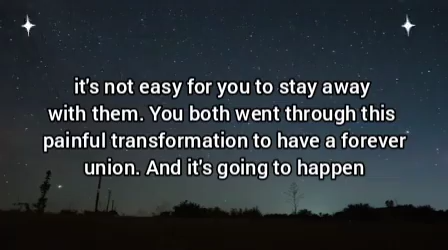 it's not easy for you to stay away
with them. You both went through this
painful transformation to have a forever
union. And it's going to happen